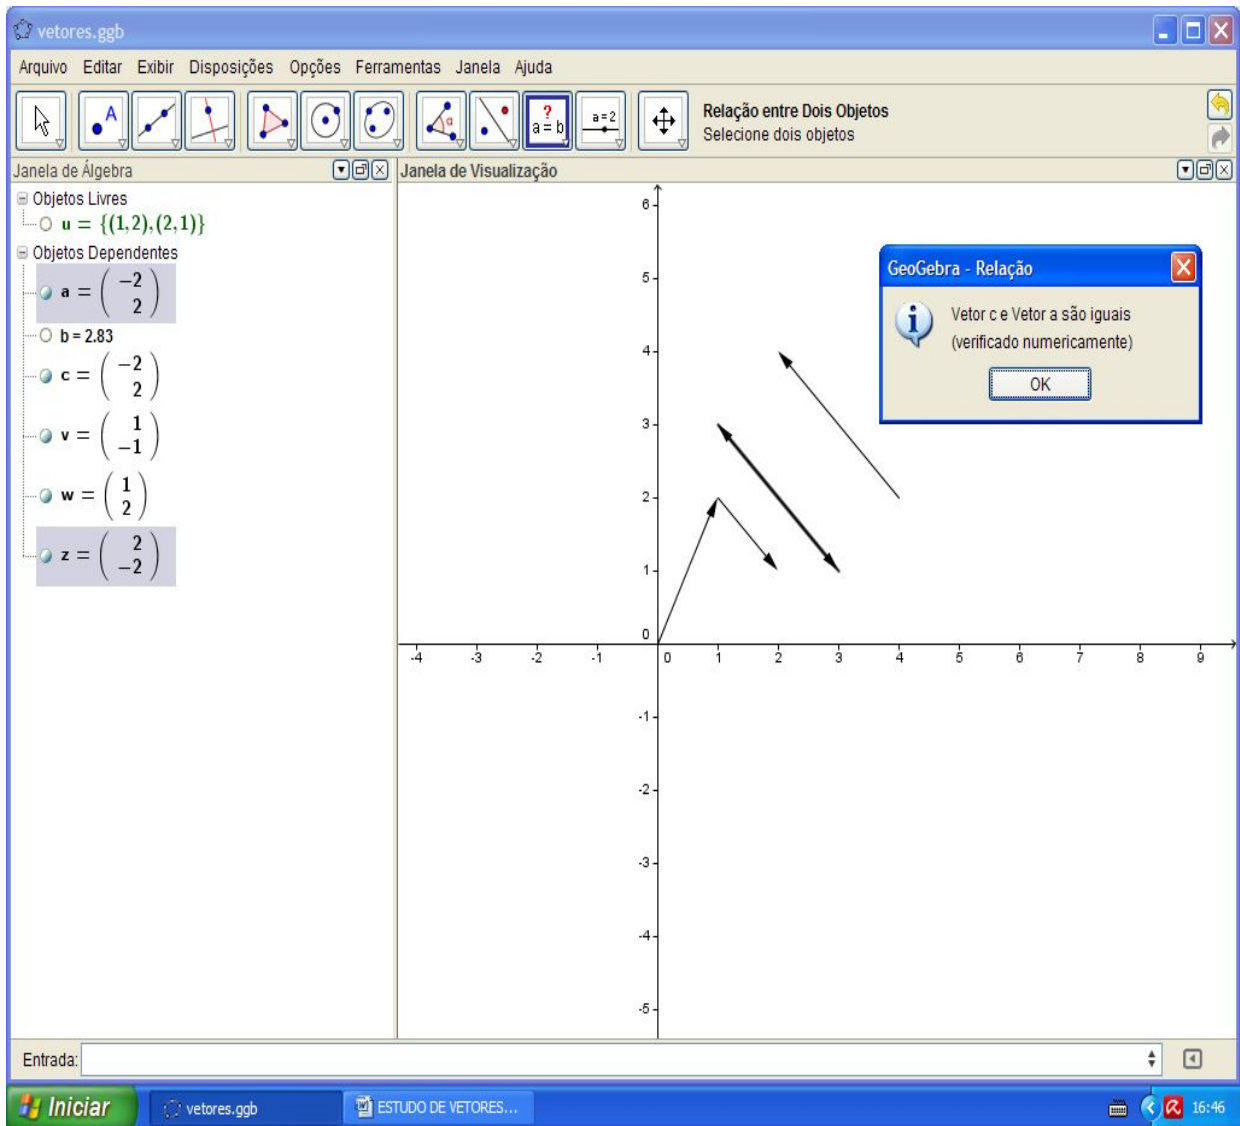 vetores.ggb
Arquivo Editar Exibir Disposições Opções Ferramentas Janela Ajuda
A
α
?
a = b
a = 2
Relação entre Dois Objetos
Selecione dois objetos
Janela de Álgebra
Janela de Visualização
Objetos Livres
u = {(1,2),(2,1)}
Objetos Dependentes
a = ( −2
2 )
b = 2.83
c = ( −2
2 )
v = ( 1
−1 )
w = ( 1
2 )
z = ( 2
−2 )
6
5
4
3
2
1
0
-4 -3 -2 -1 0 1 2 3 4 5 6 7 8 9
-1
-2
-3
-4
-5
GeoGebra - Relação
Vetor c e Vetor a são iguais
(verificado numericamente)
OK
Entrada:
Iniciar vetores.ggb ESTUDO DE VETORES... 16:46